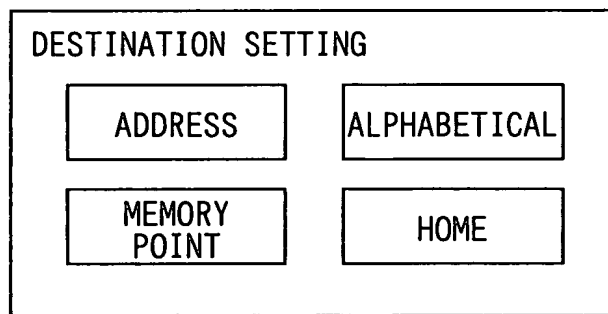 DESTINATION SETTING
ADDRESS
ALPHABETICAL
MEMORY
POINT
HOME